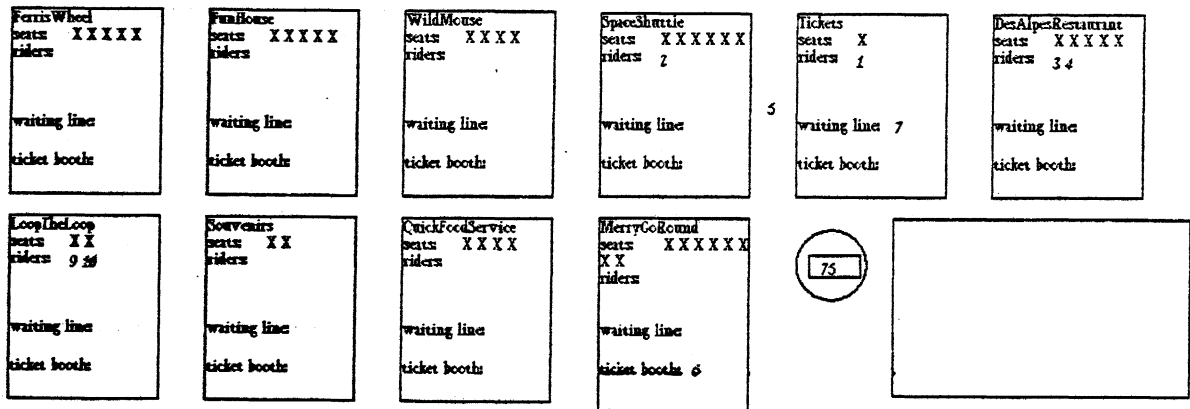 FerrisWheel
seats: X X X X X
riders:
waiting line:
ticket booth:
FunHouse
seats: X X X X X
riders:
waiting line:
ticket booth:
WildMouse
seats: X X X X
riders:
waiting line:
ticket booth:
SpaceShuttle
seats: X X X X X X
riders: 2
waiting line:
ticket booth:
5
Tickets
seats: X
riders: 1
waiting line: 7
ticket booth:
DesAlpesRestaurant
seats: X X X X X
riders: 3 4
waiting line:
ticket booth:
LoopTheLoop
seats: X X
riders: 9
waiting line:
ticket booth:
Souvenirs
seats: X X
riders:
waiting line:
ticket booth:
QuickFoodService
seats: X X X X
riders:
waiting line:
ticket booth:
MerryGoRound
seats: X X X X X X
X X
riders:
waiting line:
ticket booth: 6
75